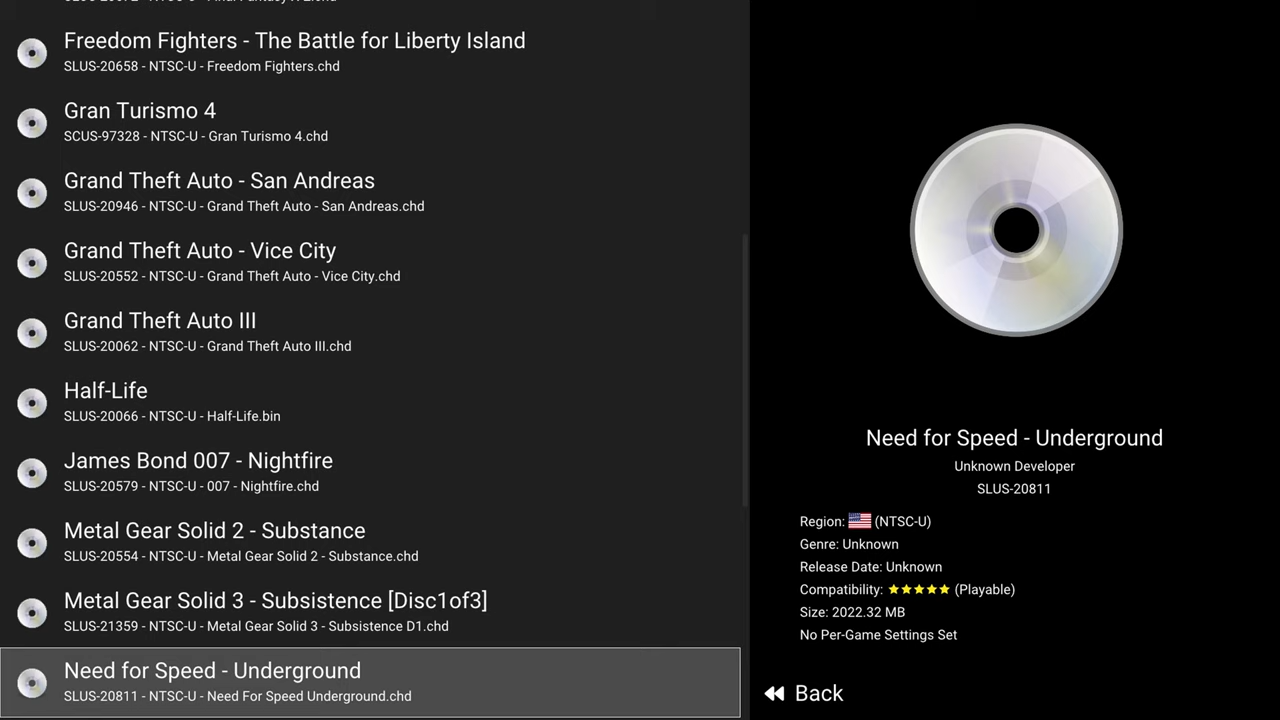 Freedom Fighters - The Battle for Liberty Island
SLUS-20658 - NTSC-U - Freedom Fighters.chd
Gran Turismo 4
SCUS-97328 - NTSC-U - Gran Turismo 4.chd
Grand Theft Auto - San Andreas
SLUS-20946 - NTSC-U - Grand Theft Auto - San Andreas.chd
Grand Theft Auto - Vice City
SLUS-20552 - NTSC-U - Grand Theft Auto - Vice City.chd
Grand Theft Auto III
SLUS-20062 - NTSC-U - Grand Theft Auto III.chd
Half-Life
SLUS-20066 - NTSC-U - Half-Life.bin
James Bond 007 - Nightfire
SLUS-20579 - NTSC-U - 007 - Nightfire.chd
Metal Gear Solid 2 - Substance
SLUS-20554 - NTSC-U - Metal Gear Solid 2 - Substance.chd
Metal Gear Solid 3 - Subsistence [Disc1of3]
SLUS-21359 - NTSC-U - Metal Gear Solid 3 - Subsistence D1.chd
Need for Speed - Underground
SLUS-20811 - NTSC-U - Need For Speed Underground.chd
Need for Speed - Underground
Unknown Developer
SLUS-20811
Region: (NTSC-U)
Genre: Unknown
Release Date: Unknown
Compatibility: ★★★★★ (Playable)
Size: 2022.32 MB
No Per-Game Settings Set
Back